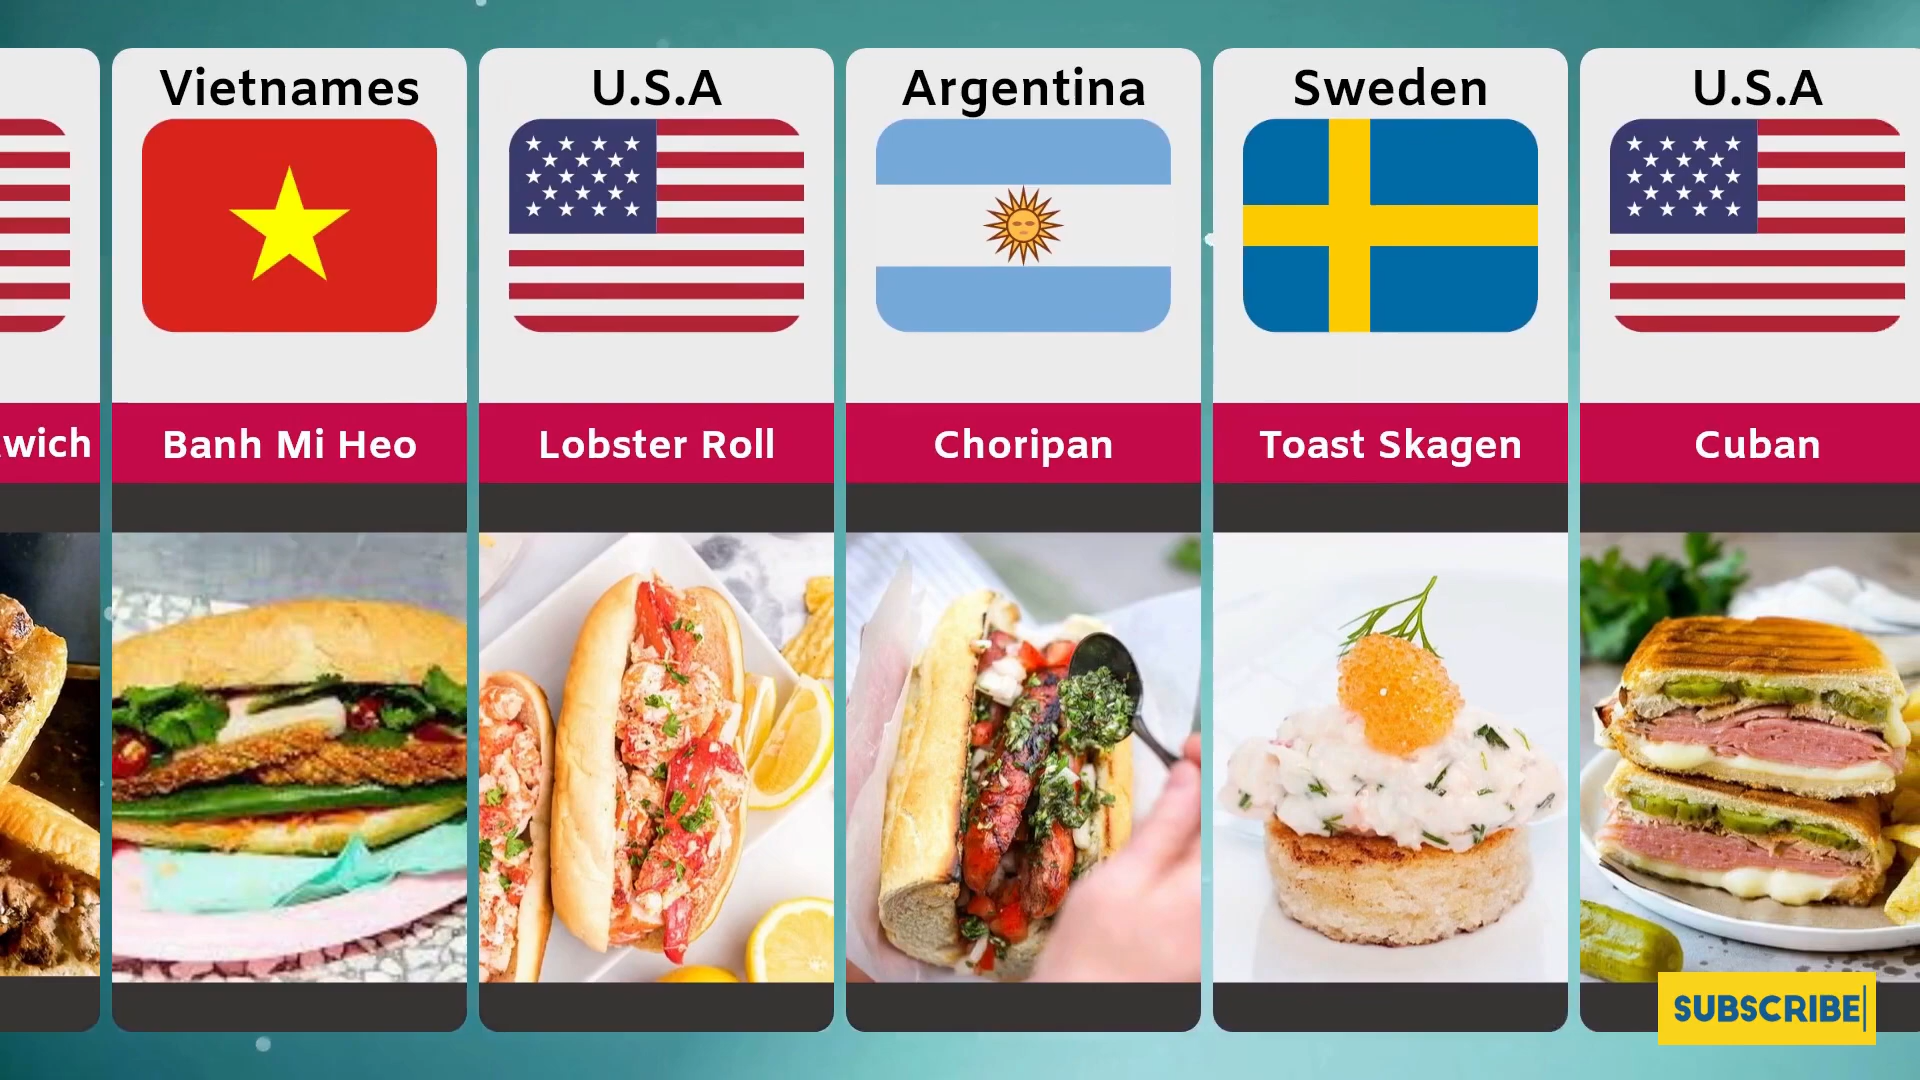 Vietnames
U.S.A
Argentina
Sweden
U.S.A
wich
Banh Mi Heo
Lobster Roll
Choripan
Toast Skagen
Cuban
SUBSCRIBE